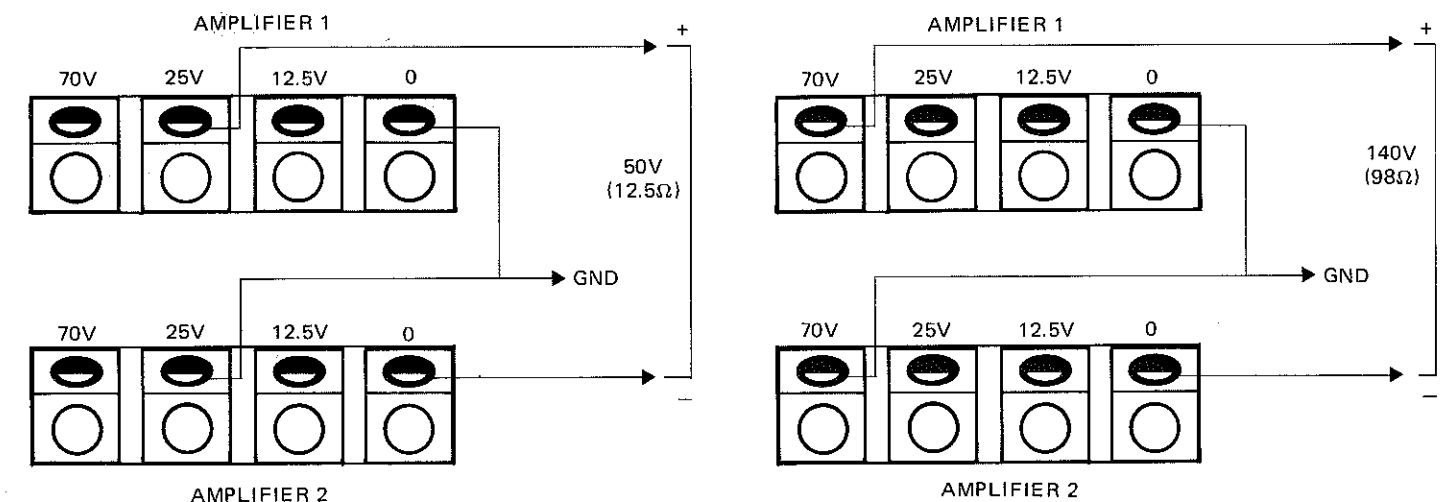 AMPLIFIER 1
+
70V 25V 12.5V 0
50V
(12.5Ω)
GND
70V 25V 12.5V 0
−
AMPLIFIER 2
AMPLIFIER 1
+
70V 25V 12.5V 0
140V
(98Ω)
GND
70V 25V 12.5V 0
−
AMPLIFIER 2